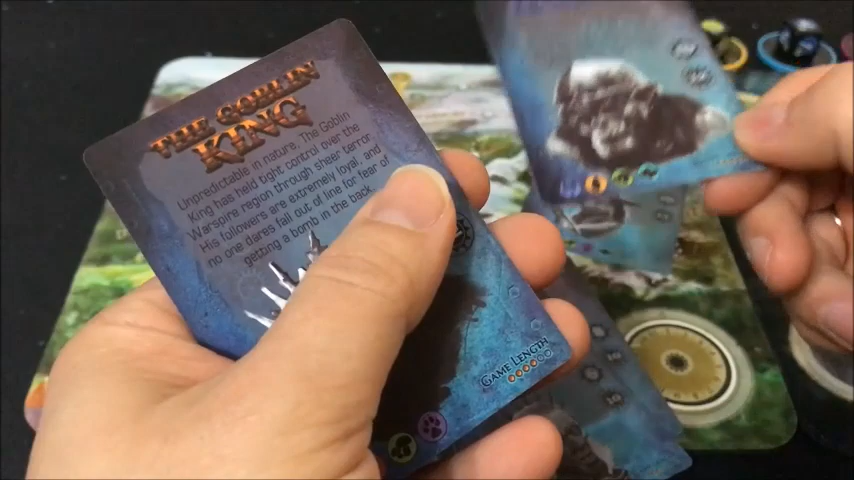 THE GOBLIN
KING
Unpredictable in nature, The Goblin
King has held tight control over the
Warspire region through sheer terror.
His followers are extremely loyal, and
no one dares fall out of line for fear of
getting a bomb in the back.
GAME LENGTH